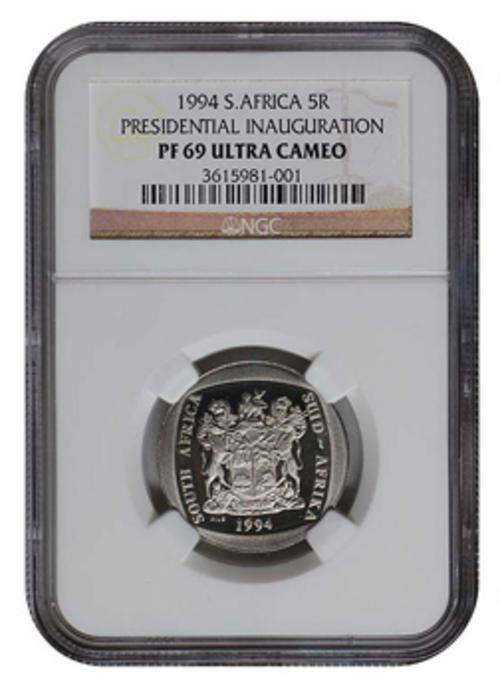 1994 S.AFRICA 5R
PRESIDENTIAL INAUGURATION
PF 69 ULTRA CAMEO
3615981-001
NGC
SOUTH AFRICA
SUID-AFRIKA
1994